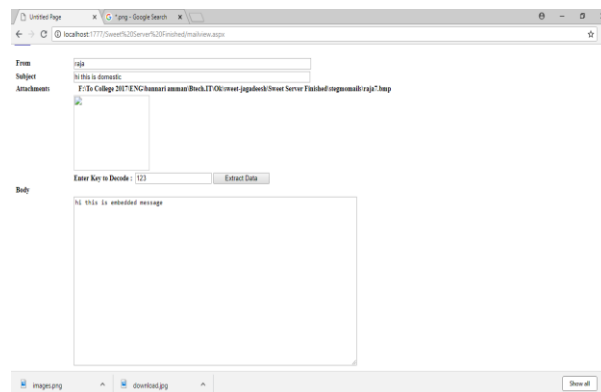 Untitled Page
*.png - Google Search
localhost:1777/Sweet%20Server%20Finished/mailview.aspx
From raja
Subject hi this is domestic
Attachments F:\To College 2017\ENG\bannari amman\Btech.IT\Ok\sweet-jagadeesh\Sweet Server Finished\stegmomails\raja7.bmp
Enter Key to Decode : 123 Extract Data
Body
hi this is embedded message
images.png
download.jpg
Show all